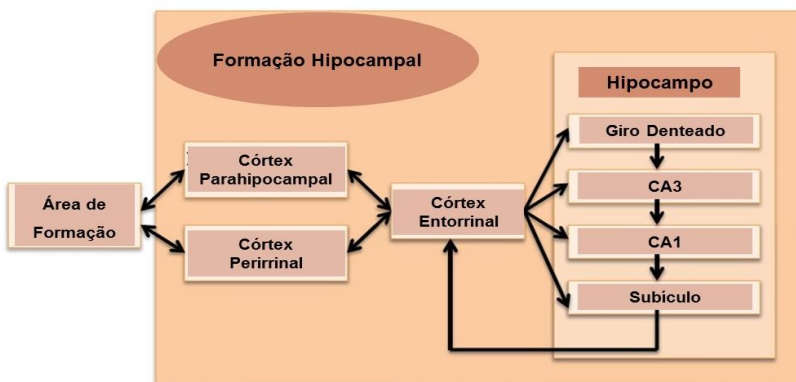 Formação Hipocampal
Hipocampo
Giro Denteado
CA3
CA1
Subículo
Córtex
Parahipocampal
Córtex
Perirrinal
Córtex
Entorrinal
Área de
Formação